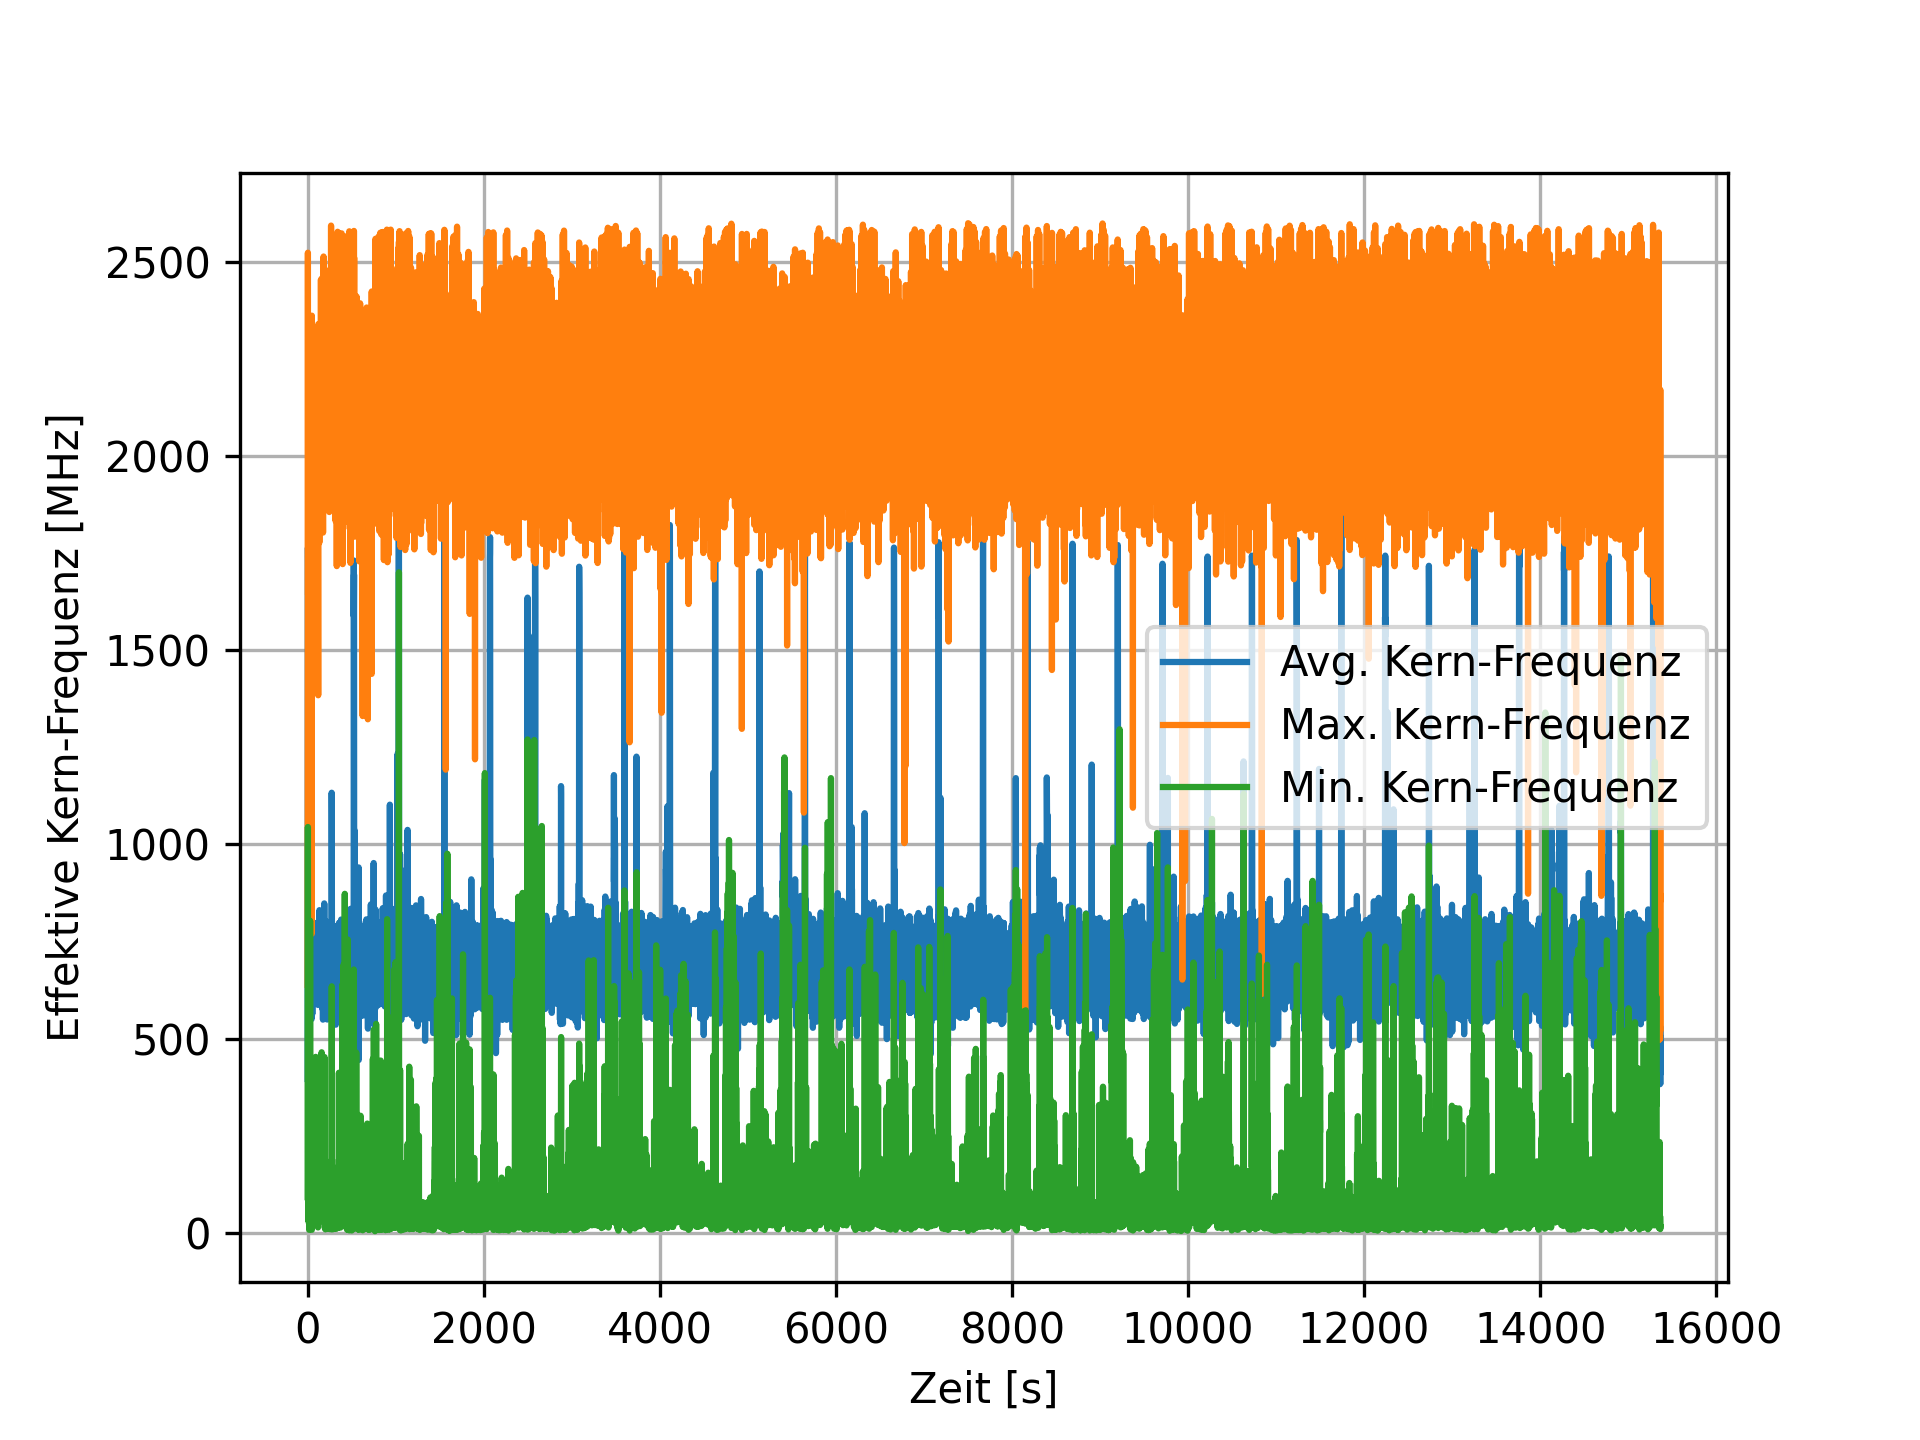 Effektive Kern-Frequenz [MHz]
2500
2000
1500
1000
500
0
Avg. Kern-Frequenz
Max. Kern-Frequenz
Min. Kern-Frequenz
0 2000 4000 6000 8000 10000 12000 14000 16000
Zeit [s]